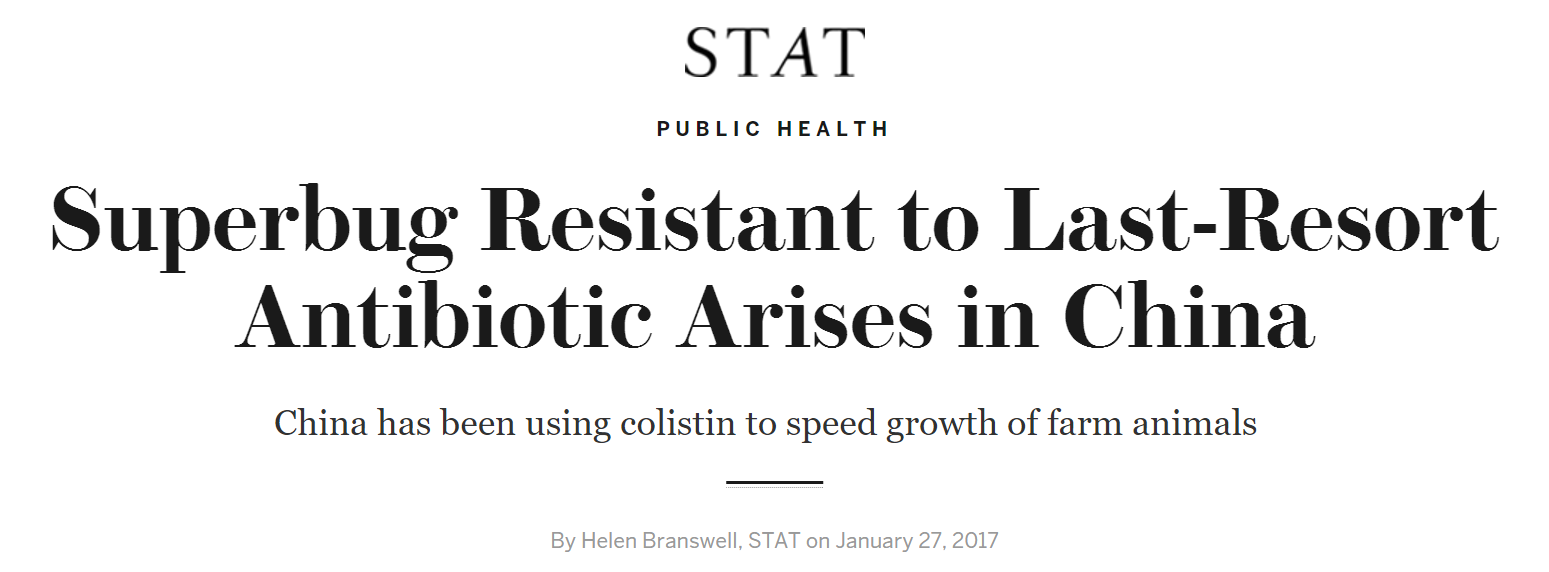 STAT
PUBLIC HEALTH
Superbug Resistant to Last-Resort
Antibiotic Arises in China
China has been using colistin to speed growth of farm animals
By Helen Branswell, STAT on January 27, 2017